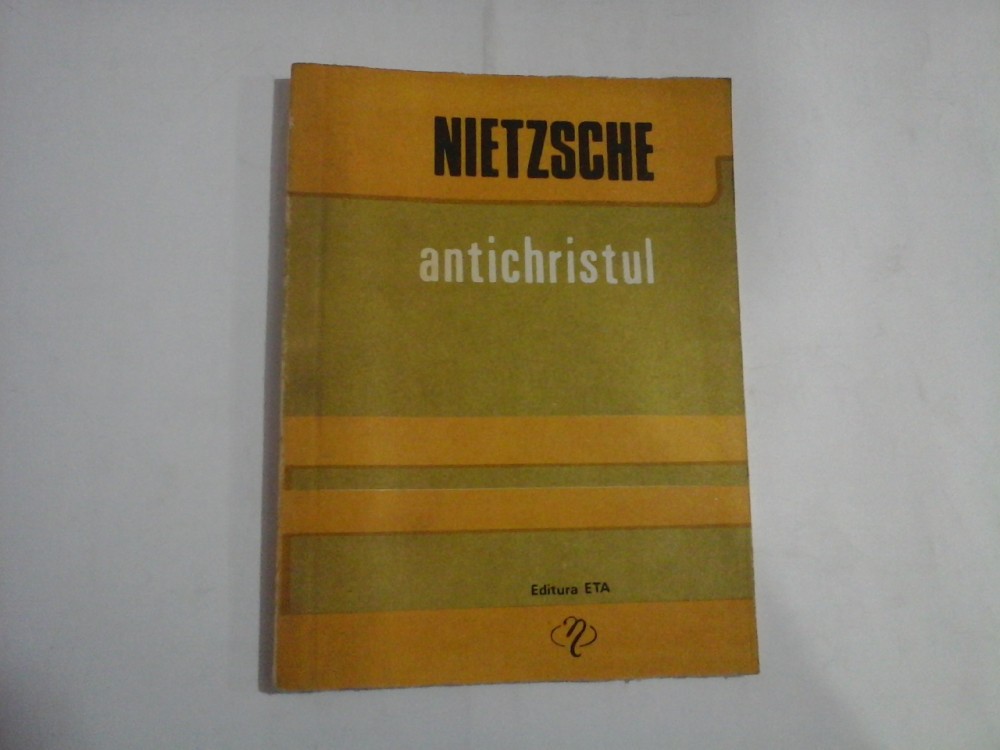 NIETZSCHE
antichristul
Editura ETA
η